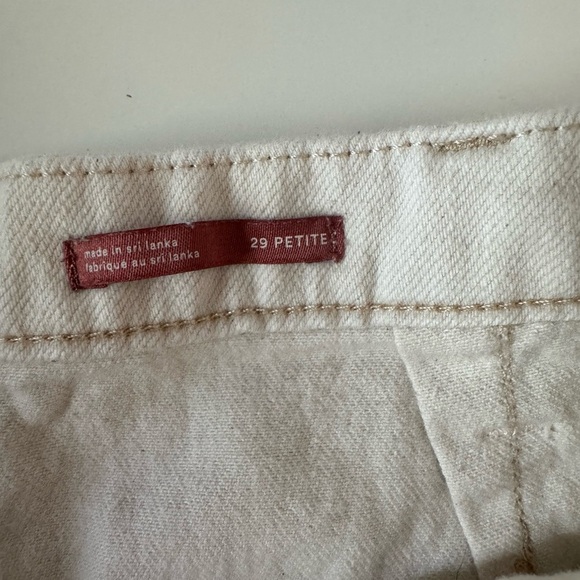 made in sri lanka
fabriqué au sri lanka
29 PETITE